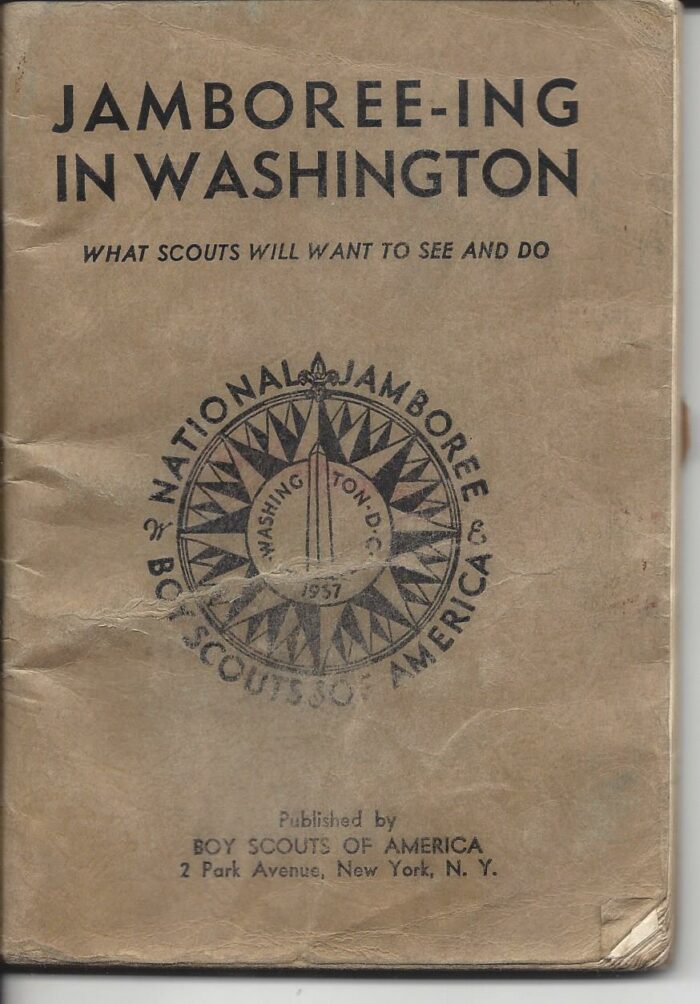 JAMBOREE-ING
IN WASHINGTON
WHAT SCOUTS WILL WANT TO SEE AND DO
NATIONAL JAMBOREE
W E
WASHINGTON-D.C.
1937
BOY SCOUTS OF AMERICA
Published by
BOY SCOUTS OF AMERICA
2 Park Avenue, New York, N. Y.